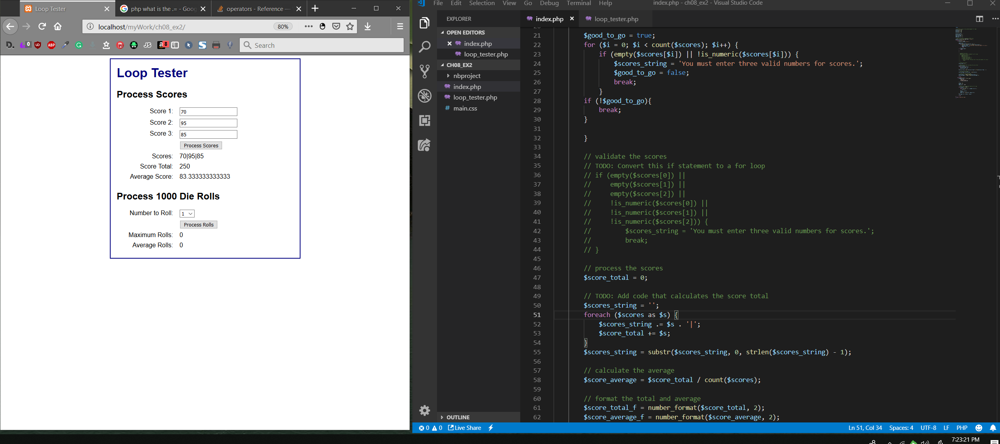 Loop Tester
php what is the .= - Goog
operators - Reference —
localhost/myWork/ch08_ex2/
80%
Search
Loop Tester
Process Scores
Score 1: 70
Score 2: 95
Score 3: 85
Process Scores
Scores: 70|95|85
Score Total: 250
Average Score: 83.333333333333
Process 1000 Die Rolls
Number to Roll: 1
Process Rolls
Maximum Rolls: 0
Average Rolls: 0
File Edit Selection View Go Debug Terminal Help
index.php - ch08_ex2 - Visual Studio Code
EXPLORER
OPEN EDITORS
index.php
loop_tester.php
CH08_EX2
nbproject
index.php
loop_tester.php
# main.css
OUTLINE
index.php
loop_tester.php
20
21 $good_to_go = true;
22 for ($i = 0; $i < count($scores); $i++) {
23 if (empty($scores[$i]) || !is_numeric($scores[$i])) {
24 $scores_string = 'You must enter three valid numbers for scores.';
25 $good_to_go = false;
26 break;
27 }
28 if (!$good_to_go){
29 break;
30 }
31
32 }
33
34 // validate the scores
35 // TODO: Convert this if statement to a for loop
36 // if (empty($scores[0]) ||
37 // empty($scores[1]) ||
38 // empty($scores[2]) ||
39 // !is_numeric($scores[0]) ||
40 // !is_numeric($scores[1]) ||
41 // !is_numeric($scores[2])) {
42 // $scores_string = 'You must enter three valid numbers for scores.';
43 // break;
44 // }
45
46 // process the scores
47 $score_total = 0;
48
49 // TODO: Add code that calculates the score total
50 $scores_string = '';
51 foreach ($scores as $s) {
52 $scores_string .= $s . '|';
53 $score_total += $s;
54 }
55 $scores_string = substr($scores_string, 0, strlen($scores_string) - 1);
56
57 // calculate the average
58 $score_average = $score_total / count($scores);
59
60 // format the total and average
61 $score_total_f = number_format($score_total, 2);
62 $score_average_f = number_format($score_average, 2);
0 0 Live Share
Ln 51, Col 34 Spaces: 4 UTF-8 LF PHP
7:23:21 PM